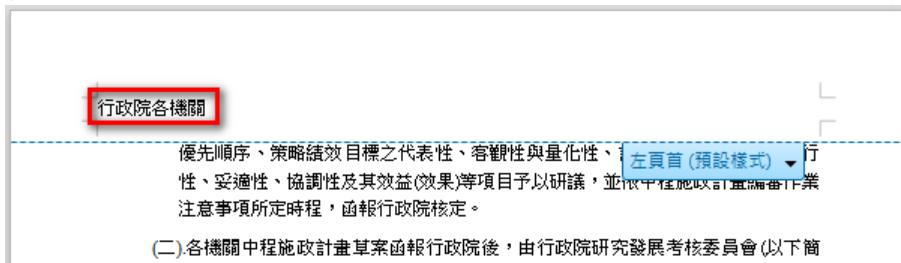 行政院各機關
優先順序、策略績效目標之代表性、客觀性與量化性、
左頁首 (預設樣式)
行
性、妥適性、協調性及其效益(效果)等項目予以研議，並依中程施政計畫編審作業
注意事項所定時程，函報行政院核定。
(二).各機關中程施政計畫草案函報行政院後，由行政院研究發展考核委員會(以下簡